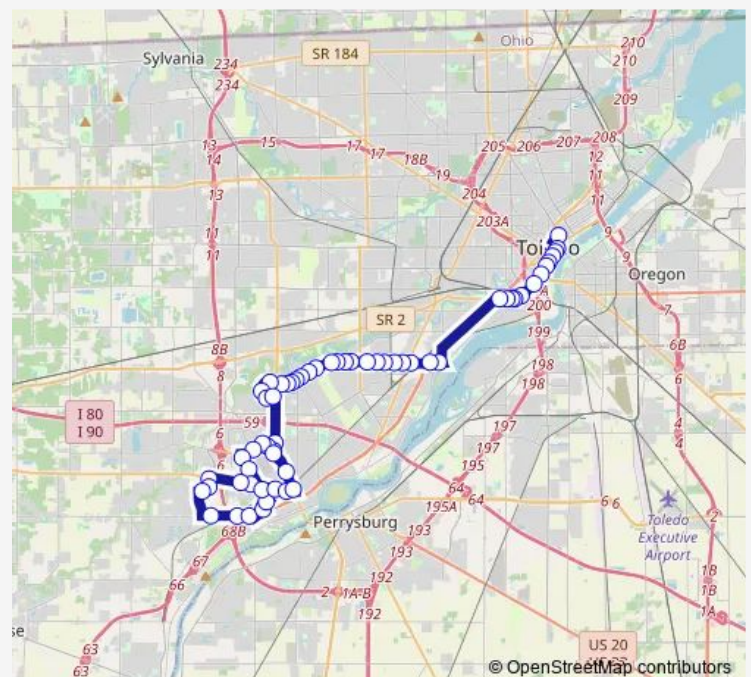 Ohio
Sylvania
234
234
SR 184
210
210
209
13
14
15
17
17
18B
19
205
206
207
208
12
11
11
204
203A
13
11
11
9
9
Oregon
SR 2
200
199
7
6B
6
8B
8
198
198
I 80
I 90
59
6
6
197
195
64
64
195A
4
4
6 6
Toledo
Executive
Airport
2
Perrysburg
68B
67
66
193
193
192
192
2
1A-B
1B
1B
1A
63
63
US 20
© OpenStreetMap contributors